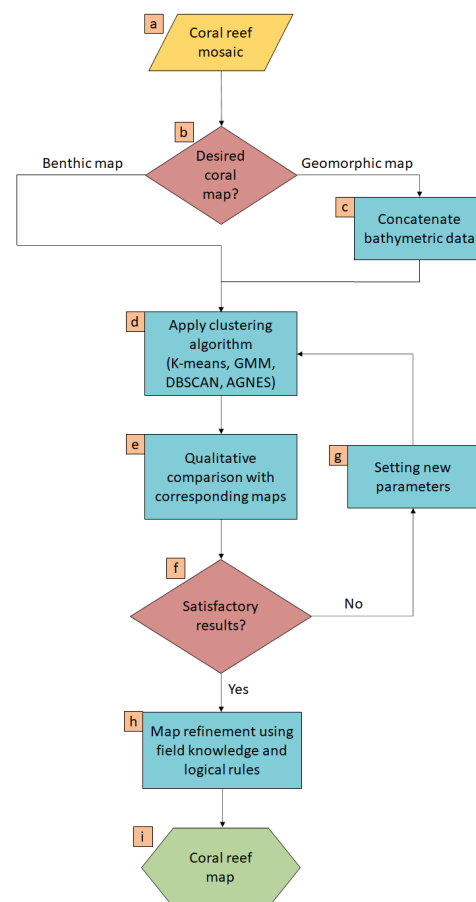 a
Coral reef
mosaic
b
Desired
coral
map?
Benthic map
Geomorphic map
c
Concatenate
bathymetric data
d
Apply clustering
algorithm
(K-means, GMM,
DBSCAN, AGNES)
e
Qualitative
comparison with
corresponding maps
g
Setting new
parameters
f
Satisfactory
results?
No
Yes
h
Map refinement using
field knowledge and
logical rules
i
Coral reef
map